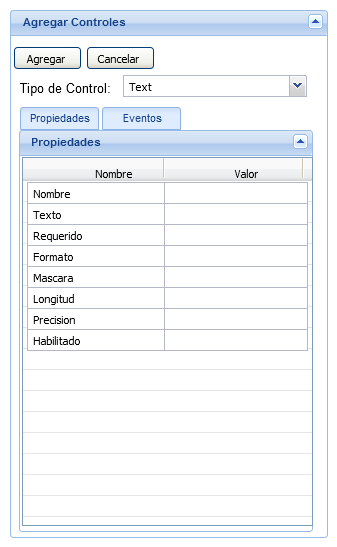 Agregar Controles
Agregar Cancelar
Tipo de Control: Text
Propiedades Eventos
Propiedades
Nombre Valor
Nombre
Texto
Requerido
Formato
Mascara
Longitud
Precision
Habilitado